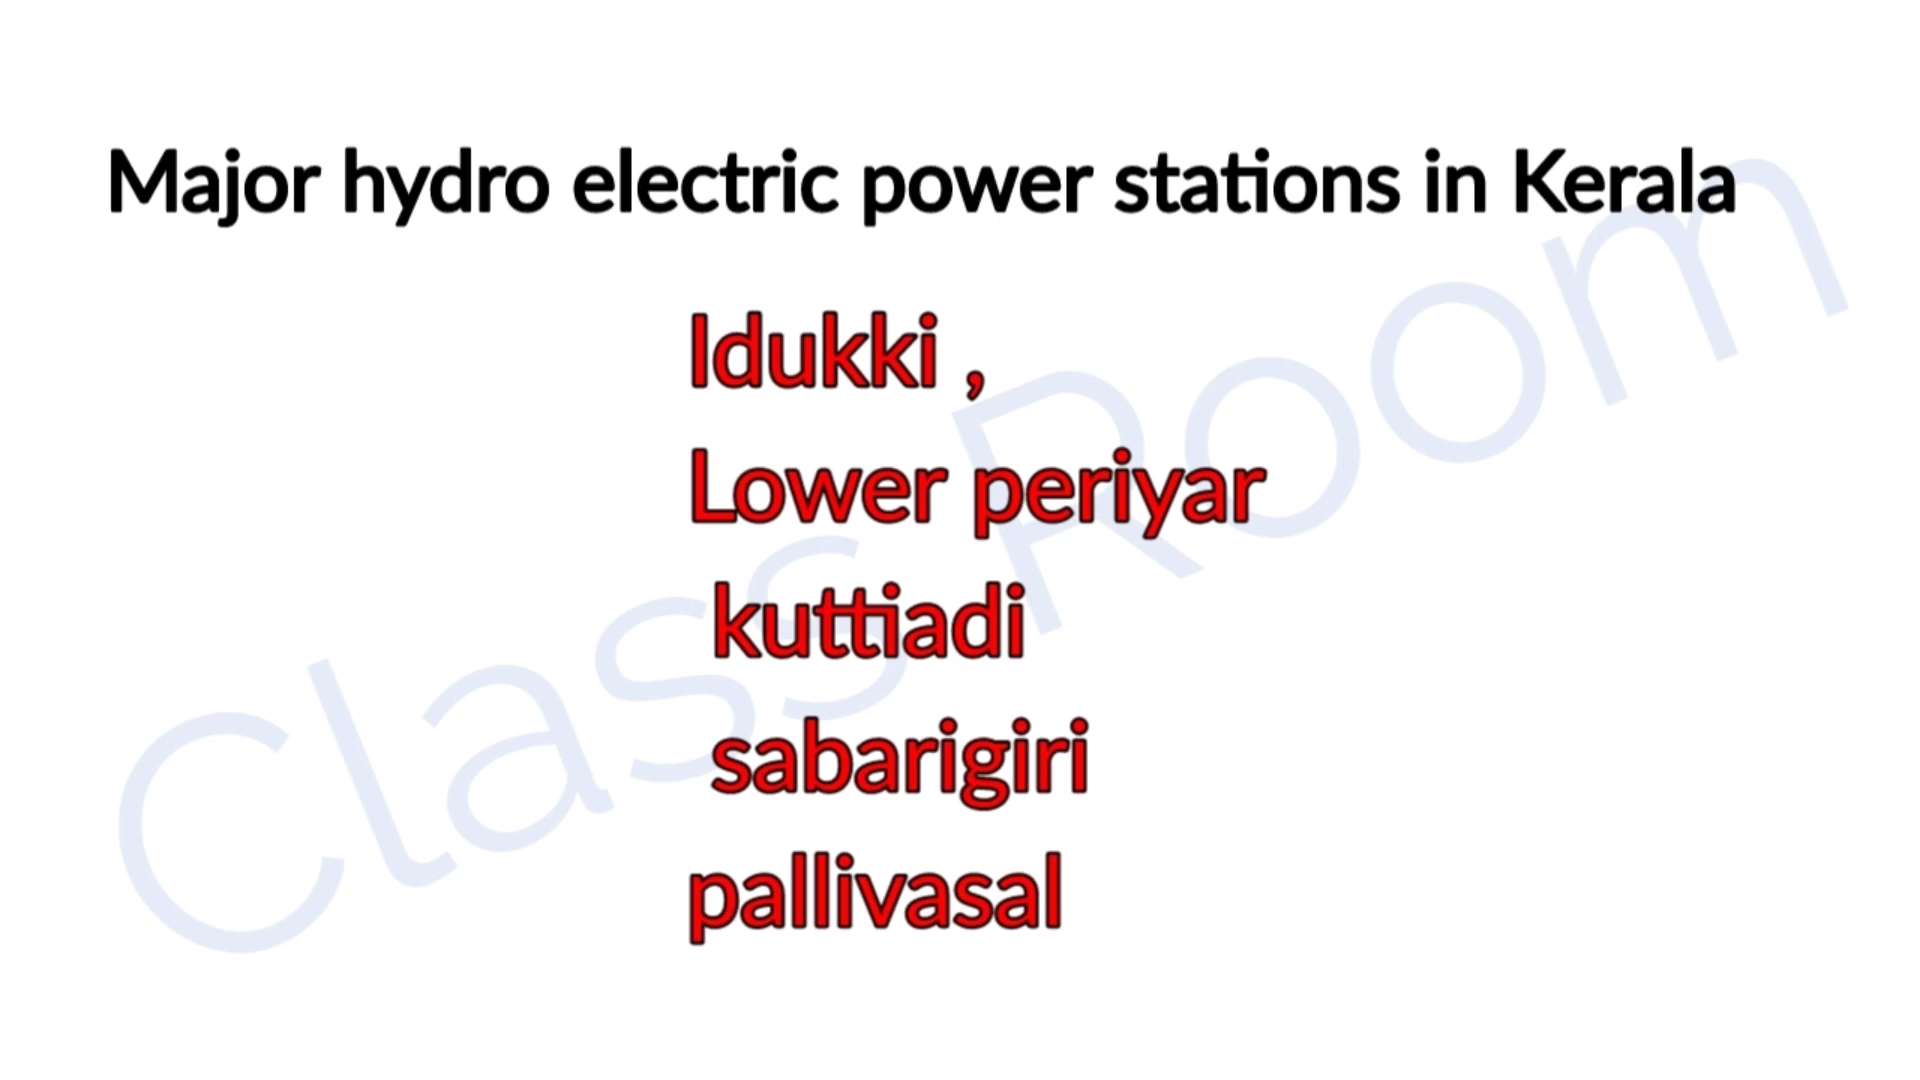 Major hydro electric power stations in Kerala
Idukki ,
Lower periyar
kuttiadi
sabarigiri
pallivasal
Class Room